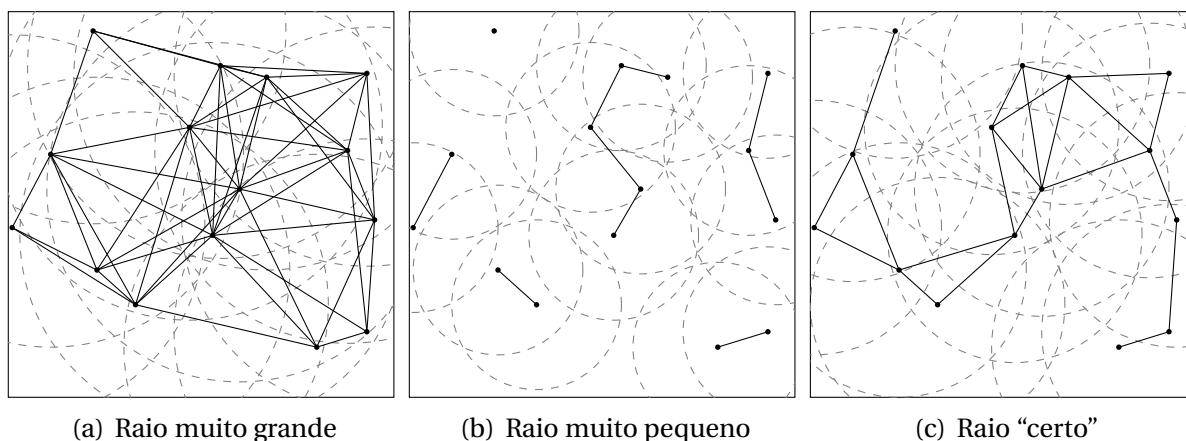 (a) Raio muito grande
(b) Raio muito pequeno
(c) Raio “certo”